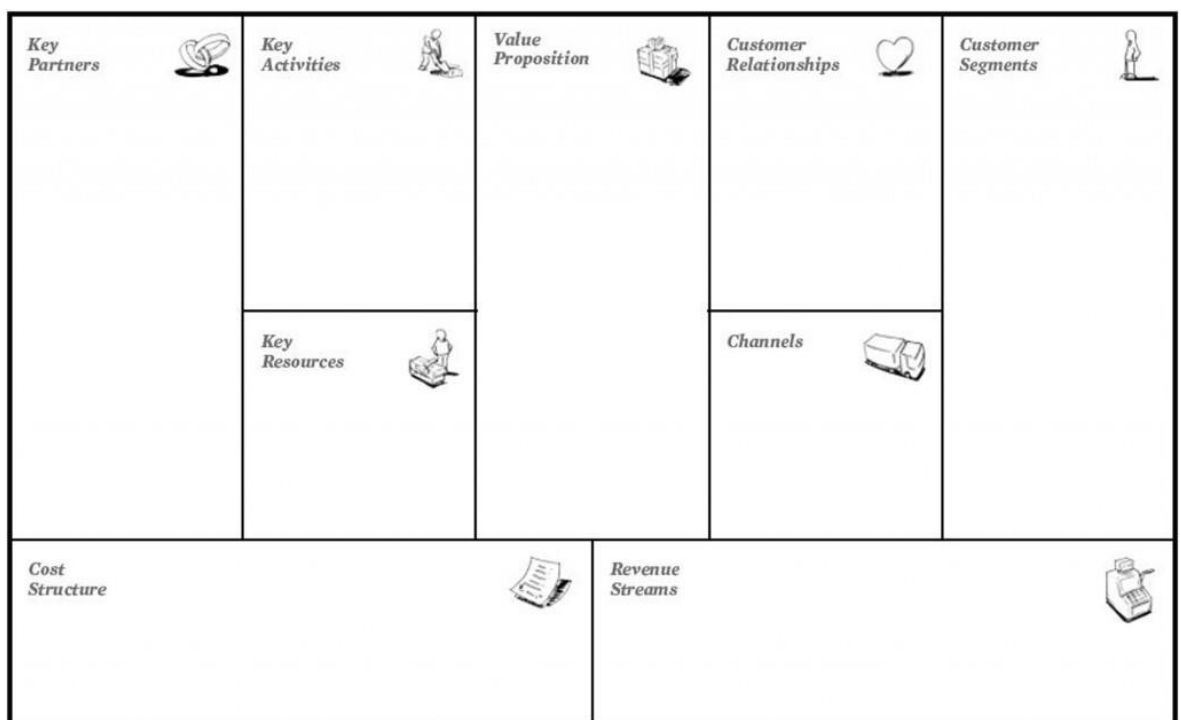 Key
Partners
Key
Activities
Value
Proposition
Customer
Relationships
Customer
Segments
Key
Resources
Channels
Cost
Structure
Revenue
Streams